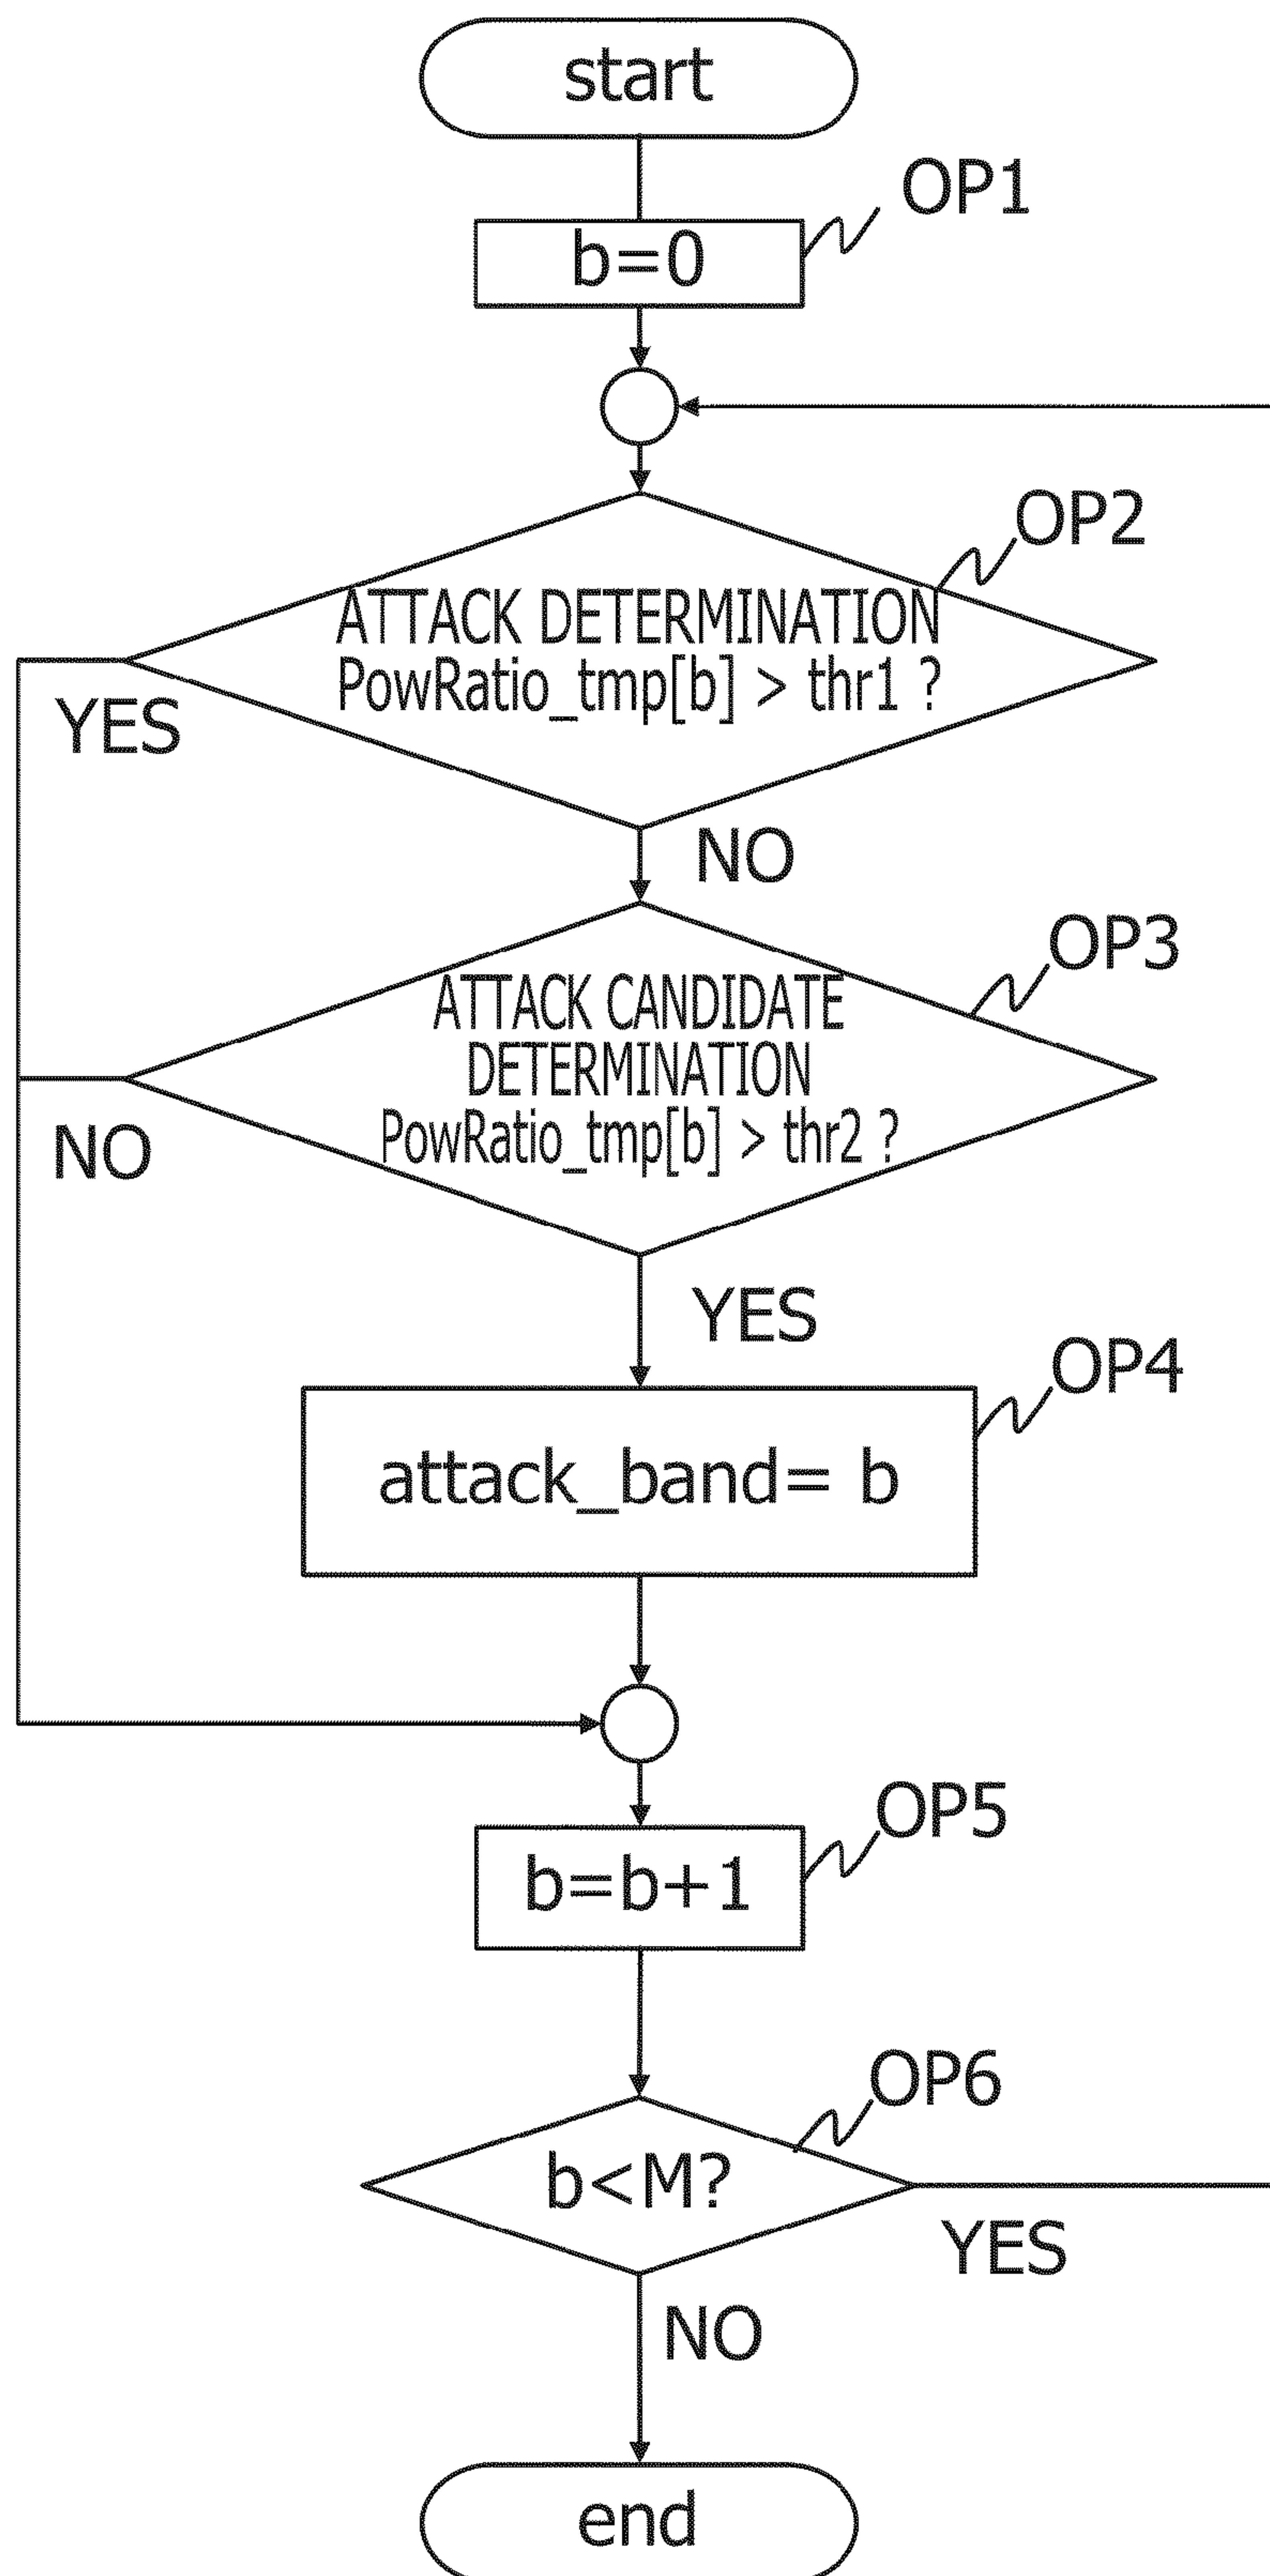 start
OP1
b=0
OP2
ATTACK DETERMINATION
PowRatio_tmp[b] > thr1 ?
YES
NO
OP3
ATTACK CANDIDATE
DETERMINATION
PowRatio_tmp[b] > thr2 ?
NO
YES
OP4
attack_band= b
OP5
b=b+1
OP6
b<M?
YES
NO
end